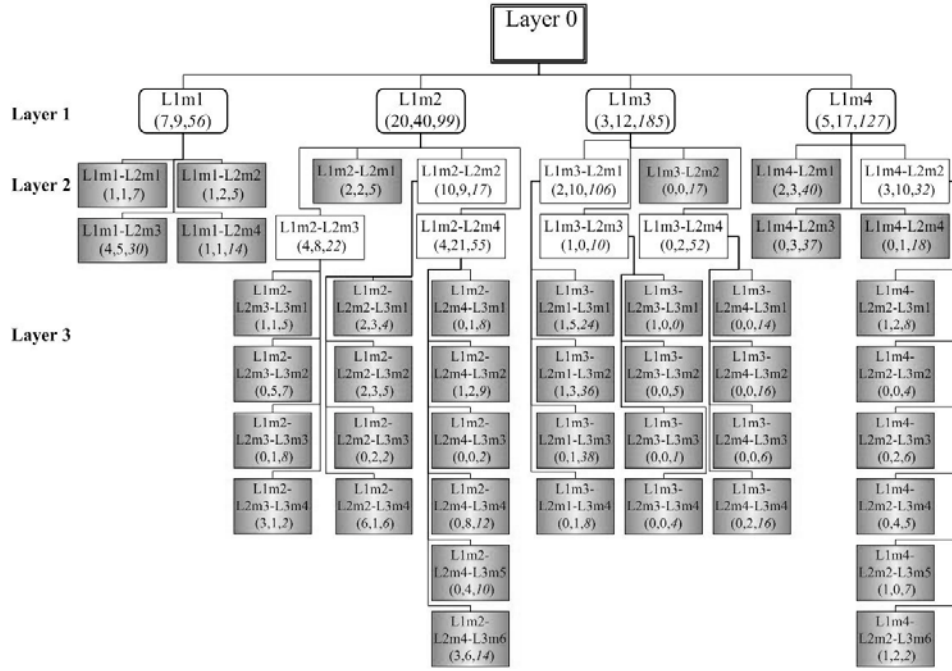 Layer 0
Layer 1
L1m1
(7,9,56)
L1m2
(20,40,99)
L1m3
(3,12,185)
L1m4
(5,17,127)
Layer 2
L1m1-L2m1
(1,1,7)
L1m1-L2m2
(1,2,5)
L1m2-L2m1
(2,2,5)
L1m2-L2m2
(10,9,17)
L1m3-L2m1
(2,10,106)
L1m3-L2m2
(0,0,17)
L1m4-L2m1
(2,3,40)
L1m4-L2m2
(3,10,32)
L1m1-L2m3
(4,5,30)
L1m1-L2m4
(1,1,14)
L1m2-L2m3
(4,8,22)
L1m2-L2m4
(4,21,55)
L1m3-L2m3
(1,0,10)
L1m3-L2m4
(0,2,52)
L1m4-L2m3
(0,3,37)
L1m4-L2m4
(0,1,18)
Layer 3
L1m2-
L2m3-L3m1
(1,1,5)
L1m2-
L2m2-L3m1
(2,3,4)
L1m2-
L2m4-L3m1
(0,1,8)
L1m3-
L2m1-L3m1
(1,5,24)
L1m3-
L2m3-L3m1
(1,0,0)
L1m3-
L2m4-L3m1
(0,0,14)
L1m4-
L2m2-L3m1
(1,2,8)
L1m2-
L2m3-L3m2
(0,5,7)
L1m2-
L2m2-L3m2
(2,3,5)
L1m2-
L2m4-L3m2
(1,2,9)
L1m3-
L2m1-L3m2
(1,3,36)
L1m3-
L2m3-L3m2
(0,0,5)
L1m3-
L2m4-L3m2
(0,0,16)
L1m4-
L2m2-L3m2
(0,0,4)
L1m2-
L2m3-L3m3
(0,1,8)
L1m2-
L2m2-L3m3
(0,2,2)
L1m2-
L2m4-L3m3
(0,0,2)
L1m3-
L2m1-L3m3
(0,1,38)
L1m3-
L2m3-L3m3
(0,0,1)
L1m3-
L2m4-L3m3
(0,0,6)
L1m4-
L2m2-L3m3
(0,2,6)
L1m2-
L2m3-L3m4
(3,1,2)
L1m2-
L2m2-L3m4
(6,1,6)
L1m2-
L2m4-L3m4
(0,8,12)
L1m3-
L2m1-L3m4
(0,1,8)
L1m3-
L2m3-L3m4
(0,0,4)
L1m3-
L2m4-L3m4
(0,2,16)
L1m4-
L2m2-L3m4
(0,4,5)
L1m2-
L2m4-L3m5
(0,4,10)
L1m4-
L2m2-L3m5
(1,0,7)
L1m2-
L2m4-L3m6
(3,6,14)
L1m4-
L2m2-L3m6
(1,2,2)